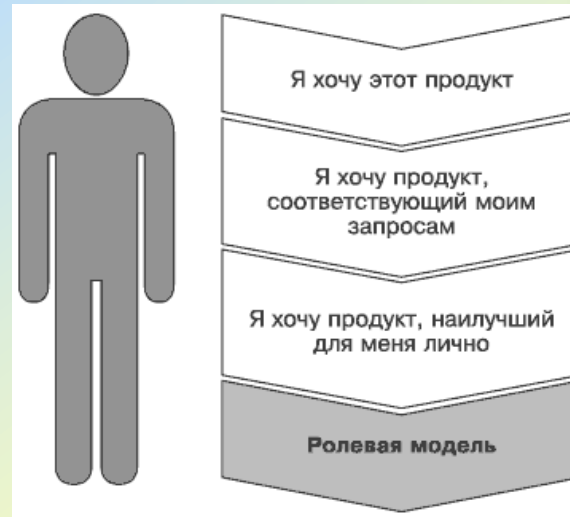 Я хочу этот продукт
Я хочу продукт,
соответствующий моим
запросам
Я хочу продукт, наилучший
для меня лично
Ролевая модель